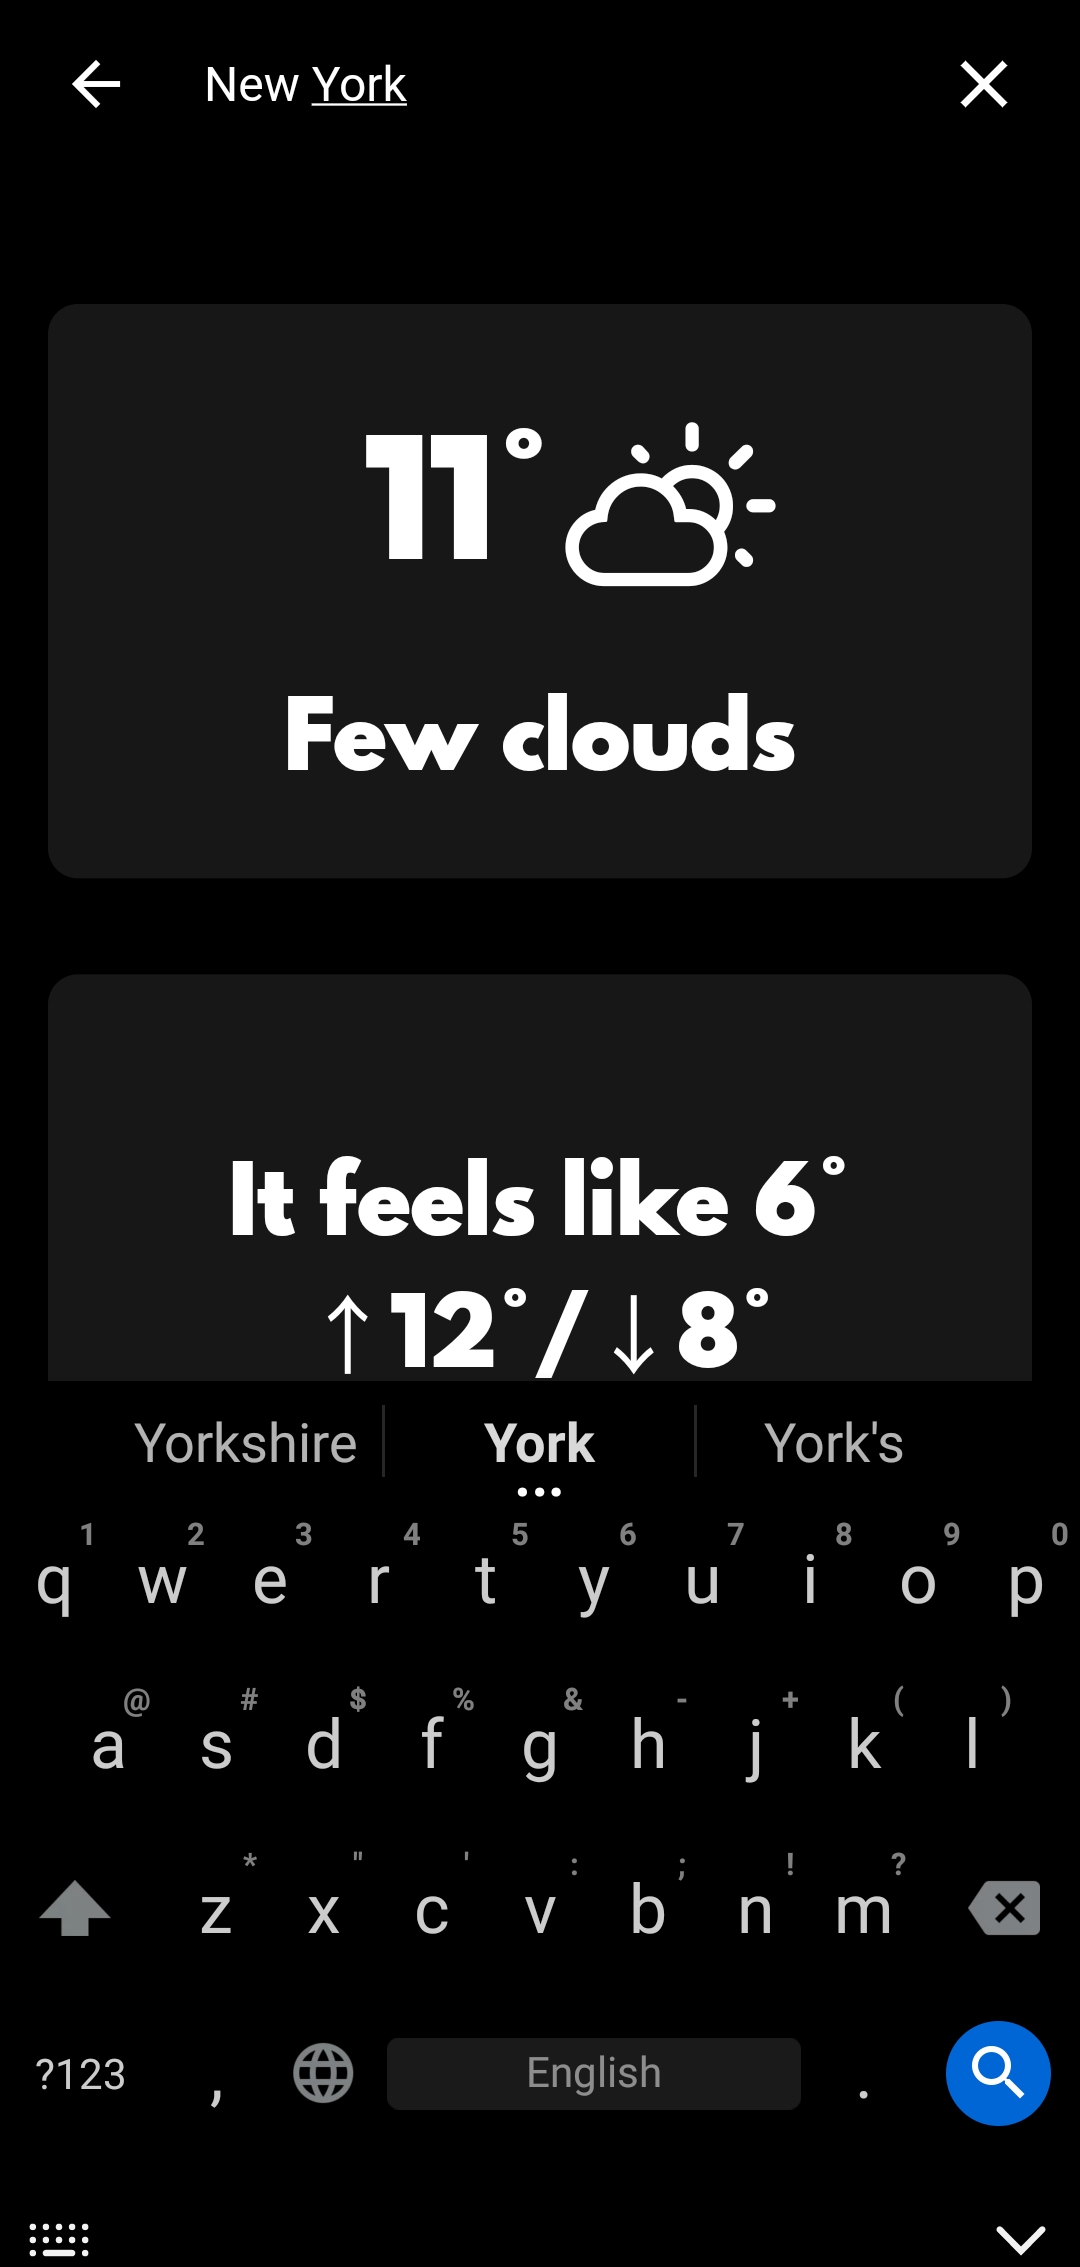 New York
11°
Few clouds
It feels like 6°
↑12°/↓8°
Yorkshire York York's
1 2 3 4 5 6 7 8 9 0
q w e r t y u i o p
@ # $ % & - + ( )
a s d f g h j k l
* " ' : ; ! ?
z x c v b n m
?123 , English .